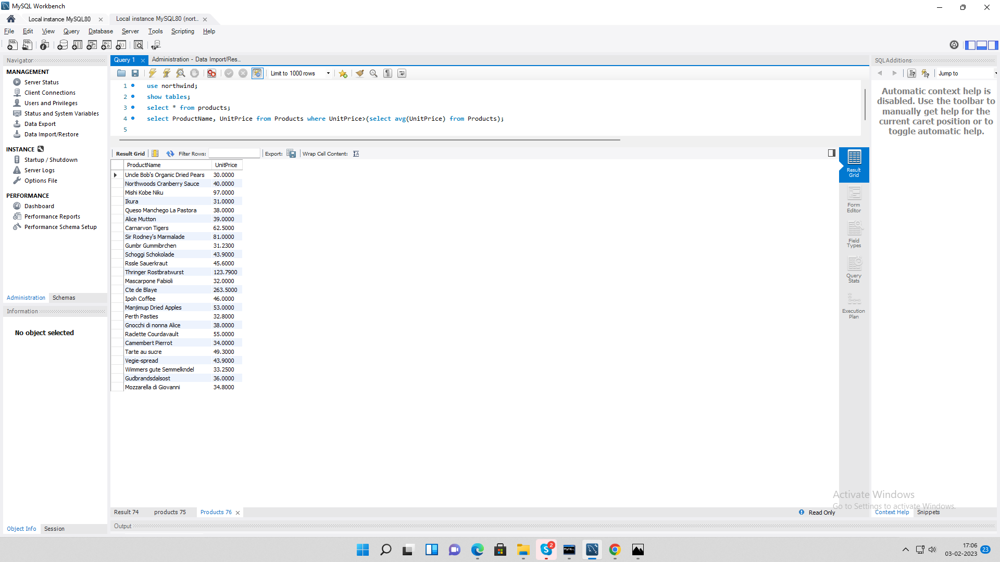 MySQL Workbench
Local instance MySQL80
Local instance MySQL80 (nort...
File Edit View Query Database Server Tools Scripting Help
Navigator
MANAGEMENT
Server Status
Client Connections
Users and Privileges
Status and System Variables
Data Export
Data Import/Restore
INSTANCE
Startup / Shutdown
Server Logs
Options File
PERFORMANCE
Dashboard
Performance Reports
Performance Schema Setup
Administration Schemas
Information
No object selected
Object Info Session
Query 1
Administration - Data Import/Res...
Limit to 1000 rows
1 use northwind;
2 show tables;
3 select * from products;
4 select ProductName, UnitPrice from Products where UnitPrice>(select avg(UnitPrice) from Products);
5
Result Grid Filter Rows: Export: Wrap Cell Content:
ProductName UnitPrice
Uncle Bob's Organic Dried Pears 30.0000
Northwoods Cranberry Sauce 40.0000
Mishi Kobe Niku 97.0000
Ikura 31.0000
Queso Manchego La Pastora 38.0000
Alice Mutton 39.0000
Carnarvon Tigers 62.5000
Sir Rodney's Marmalade 81.0000
Gumbr Gummibrchen 31.2300
Schoggi Schokolade 43.9000
Rssle Sauerkraut 45.6000
Thringer Rostbratwurst 123.7900
Mascarpone Fabioli 32.0000
Cte de Blaye 263.5000
Ipoh Coffee 46.0000
Manjimup Dried Apples 53.0000
Perth Pasties 32.8000
Gnocchi di nonna Alice 38.0000
Raclette Courdavault 55.0000
Camembert Pierrot 34.0000
Tarte au sucre 49.3000
Vegie-spread 43.9000
Wimmers gute Semmelkndel 33.2500
Gudbrandsdalsost 36.0000
Mozzarella di Giovanni 34.8000
Result
Grid
Form
Editor
Field
Types
Query
Stats
Execution
Plan
Result 74 products 75 Products 76
Read Only
Output
SQLAdditions
Jump to
Automatic context help is
disabled. Use the toolbar to
manually get help for the
current caret position or to
toggle automatic help.
Activate Windows
Go to Settings to activate Windows.
Context Help Snippets
2
17:06
03-02-2023
23